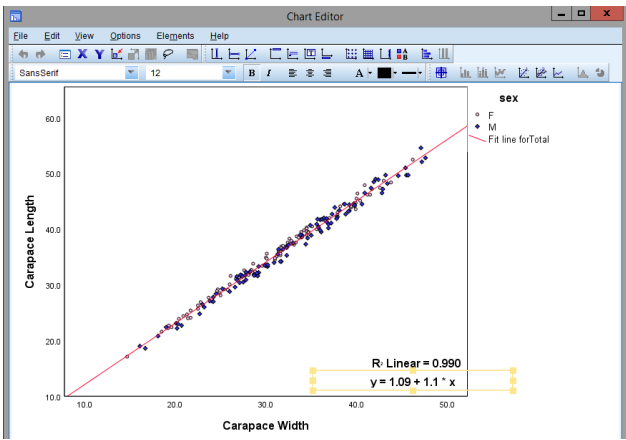 Chart Editor
File Edit View Options Elements Help
X Y
SansSerif 12 B I A
sex
F
M
Fit line forTotal
60.0
50.0
40.0
30.0
20.0
10.0
Carapace Length
R² Linear = 0.990
y = 1.09 + 1.1 * x
10.0 20.0 30.0 40.0 50.0
Carapace Width